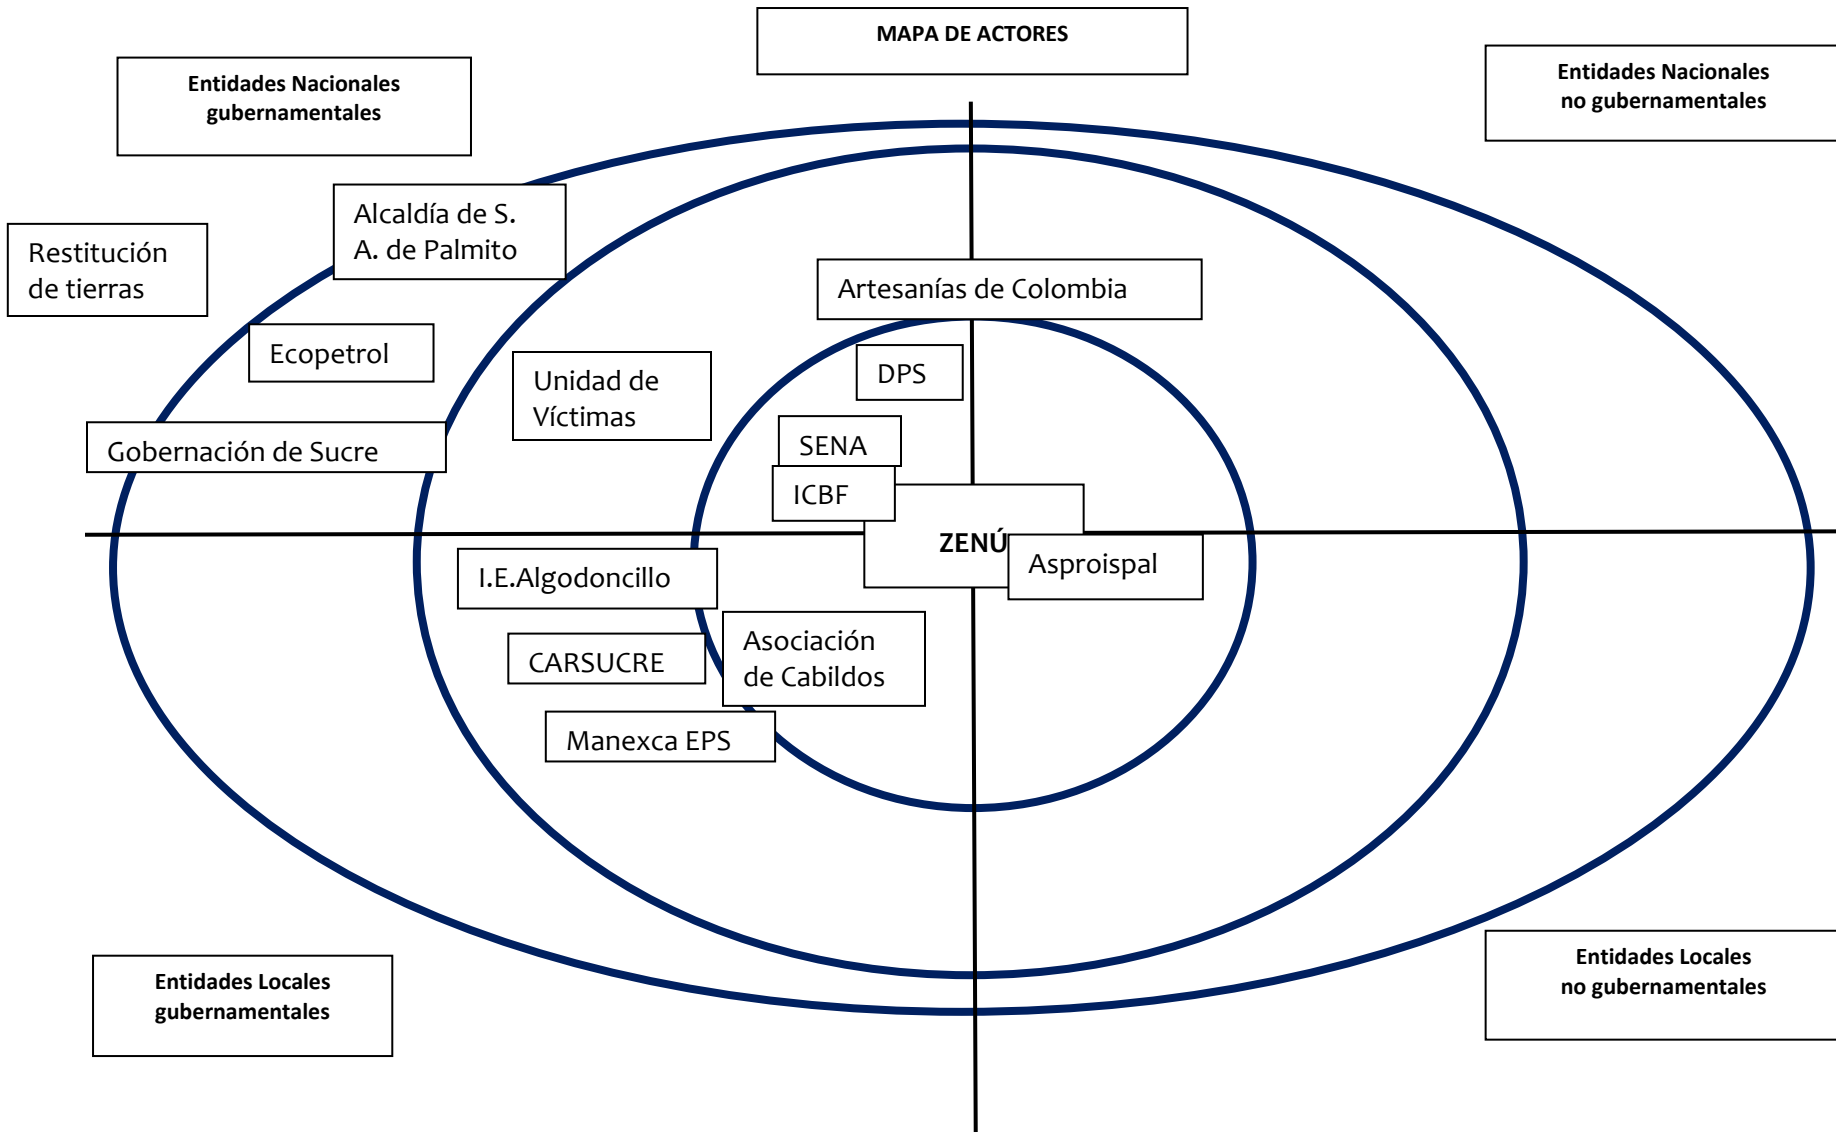 MAPA DE ACTORES
Entidades Nacionales
gubernamentales
Entidades Nacionales
no gubernamentales
Alcaldía de S.
A. de Palmito
Restitución
de tierras
Artesanías de Colombia
Ecopetrol
Unidad de
Víctimas
DPS
Gobernación de Sucre
SENA
ICBF
ZENÚ
Asproispal
I.E.Algodoncillo
Asociación
de Cabildos
CARSUCRE
Manexca EPS
Entidades Locales
gubernamentales
Entidades Locales
no gubernamentales